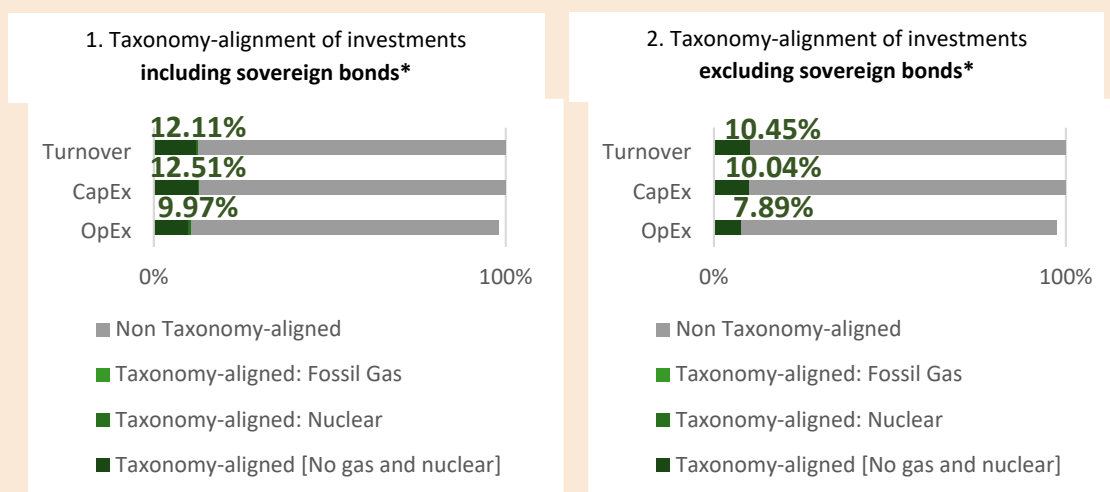 1. Taxonomy-alignment of investments
including sovereign bonds*
12.11%
Turnover
12.51%
CapEx
9.97%
OpEx
0%
100%
Non Taxonomy-aligned
Taxonomy-aligned: Fossil Gas
Taxonomy-aligned: Nuclear
Taxonomy-aligned [No gas and nuclear]
2. Taxonomy-alignment of investments
excluding sovereign bonds*
10.45%
Turnover
10.04%
CapEx
7.89%
OpEx
0%
100%
Non Taxonomy-aligned
Taxonomy-aligned: Fossil Gas
Taxonomy-aligned: Nuclear
Taxonomy-aligned [No gas and nuclear]